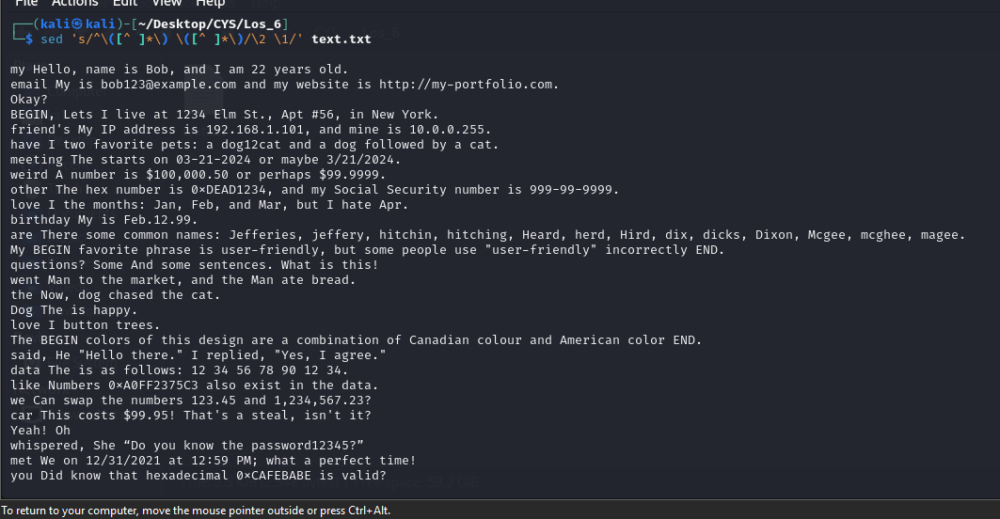 File Actions Edit View Help
┌──(kali㉿kali)-[~/Desktop/CYS/Los_6]
└─$ sed 's/^\([^ ]*\) \([^ ]*\)/\2 \1/' text.txt
my Hello, name is Bob, and I am 22 years old.
email My is bob123@example.com and my website is http://my-portfolio.com.
Okay?
BEGIN, Lets I live at 1234 Elm St., Apt #56, in New York.
friend's My IP address is 192.168.1.101, and mine is 10.0.0.255.
have I two favorite pets: a dog12cat and a dog followed by a cat.
meeting The starts on 03-21-2024 or maybe 3/21/2024.
weird A number is $100,000.50 or perhaps $99.9999.
other The hex number is 0×DEAD1234, and my Social Security number is 999-99-9999.
love I the months: Jan, Feb, and Mar, but I hate Apr.
birthday My is Feb.12.99.
are There some common names: Jefferies, jeffery, hitchin, hitching, Heard, herd, Hird, dix, dicks, Dixon, Mcgee, mcghee, magee.
My BEGIN favorite phrase is user-friendly, but some people use "user-friendly" incorrectly END.
questions? Some And some sentences. What is this!
went Man to the market, and the Man ate bread.
the Now, dog chased the cat.
Dog The is happy.
love I button trees.
The BEGIN colors of this design are a combination of Canadian colour and American color END.
said, He "Hello there." I replied, "Yes, I agree."
data The is as follows: 12 34 56 78 90 12 34.
like Numbers 0×A0FF2375C3 also exist in the data.
we Can swap the numbers 123.45 and 1,234,567.23?
car This costs $99.95! That's a steal, isn't it?
Yeah! Oh
whispered, She “Do you know the password12345?”
met We on 12/31/2021 at 12:59 PM; what a perfect time!
you Did know that hexadecimal 0×CAFEBABE is valid?
To return to your computer, move the mouse pointer outside or press Ctrl+Alt.